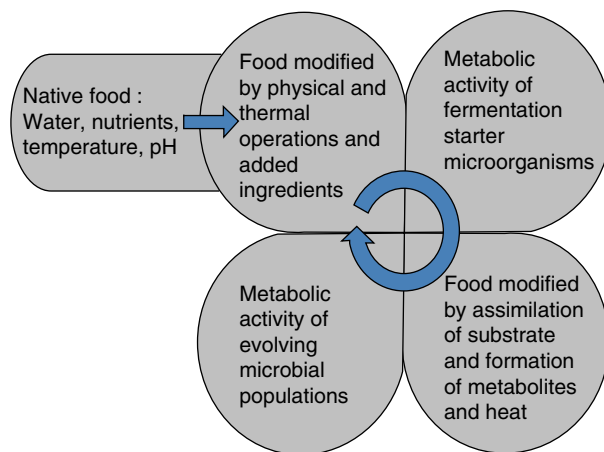 Native food :
Water, nutrients,
temperature, pH
Food modified
by physical and
thermal
operations and
added
ingredients
Metabolic
activity of
fermentation
starter
microorganisms
Metabolic
activity of
evolving
microbial
populations
Food modified
by assimilation
of substrate
and formation
of metabolites
and heat